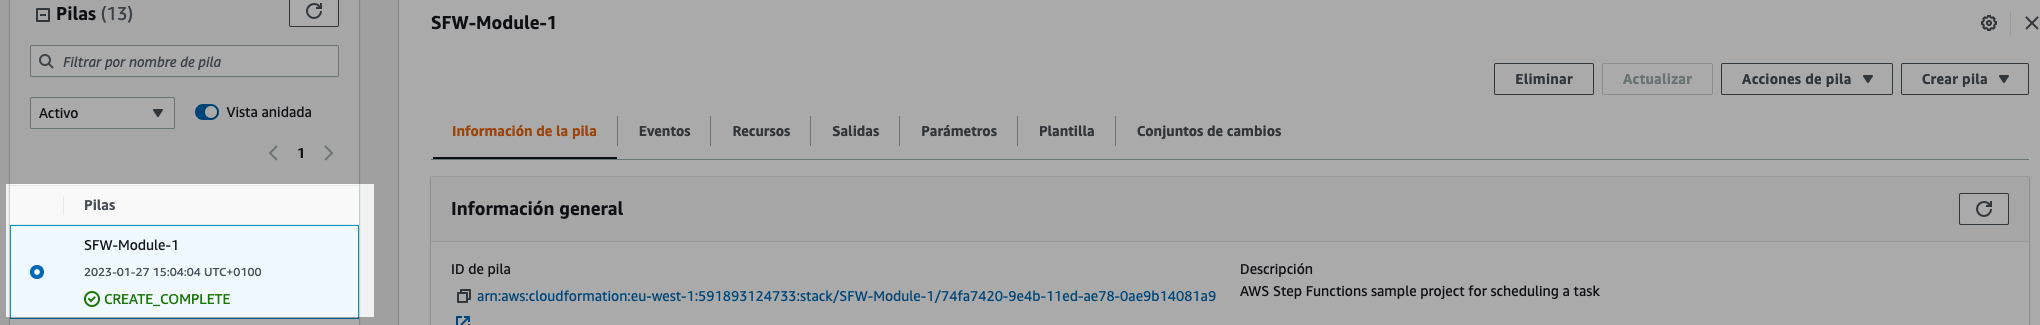 Pilas (13)
Filtrar por nombre de pila
Activo
Vista anidada
1
Pilas
SFW-Module-1
2023-01-27 15:04:04 UTC+0100
CREATE_COMPLETE
SFW-Module-1
Eliminar
Actualizar
Acciones de pila
Crear pila
Información de la pila
Eventos
Recursos
Salidas
Parámetros
Plantilla
Conjuntos de cambios
Información general
ID de pila
arn:aws:cloudformation:eu-west-1:591893124733:stack/SFW-Module-1/74fa7420-9e4b-11ed-ae78-0ae9b14081a9
Descripción
AWS Step Functions sample project for scheduling a task